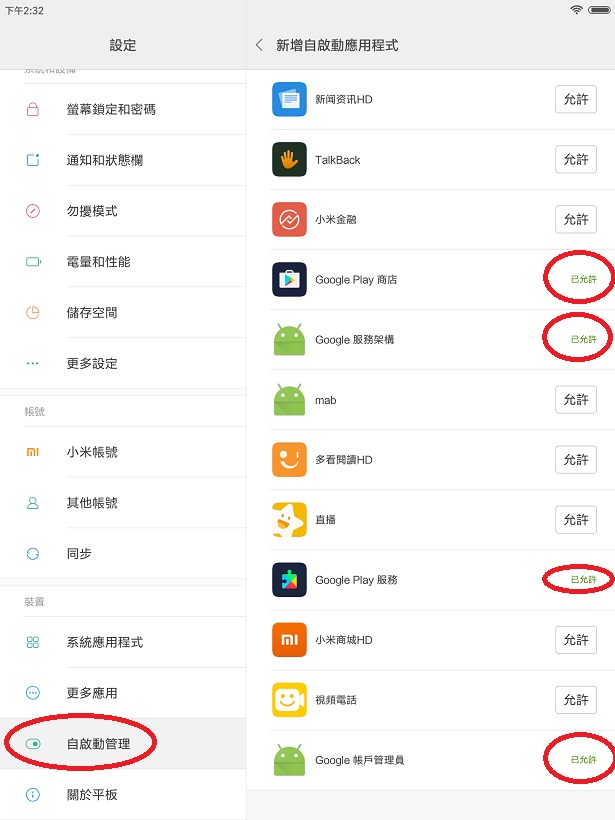 下午2:32
設定
新增自啟動應用程式
系統和設備
螢幕鎖定和密碼
通知和狀態欄
勿擾模式
電量和性能
儲存空間
更多設定
帳號
小米帳號
其他帳號
同步
裝置
系統應用程式
更多應用
自啟動管理
關於平板
新闻资讯HD 允許
TalkBack 允許
小米金融 允許
Google Play 商店 已允許
Google 服務架構 已允許
mab 允許
多看閱讀HD 允許
直播 允許
Google Play 服務 已允許
小米商城HD 允許
視頻電話 允許
Google 帳戶管理員 已允許